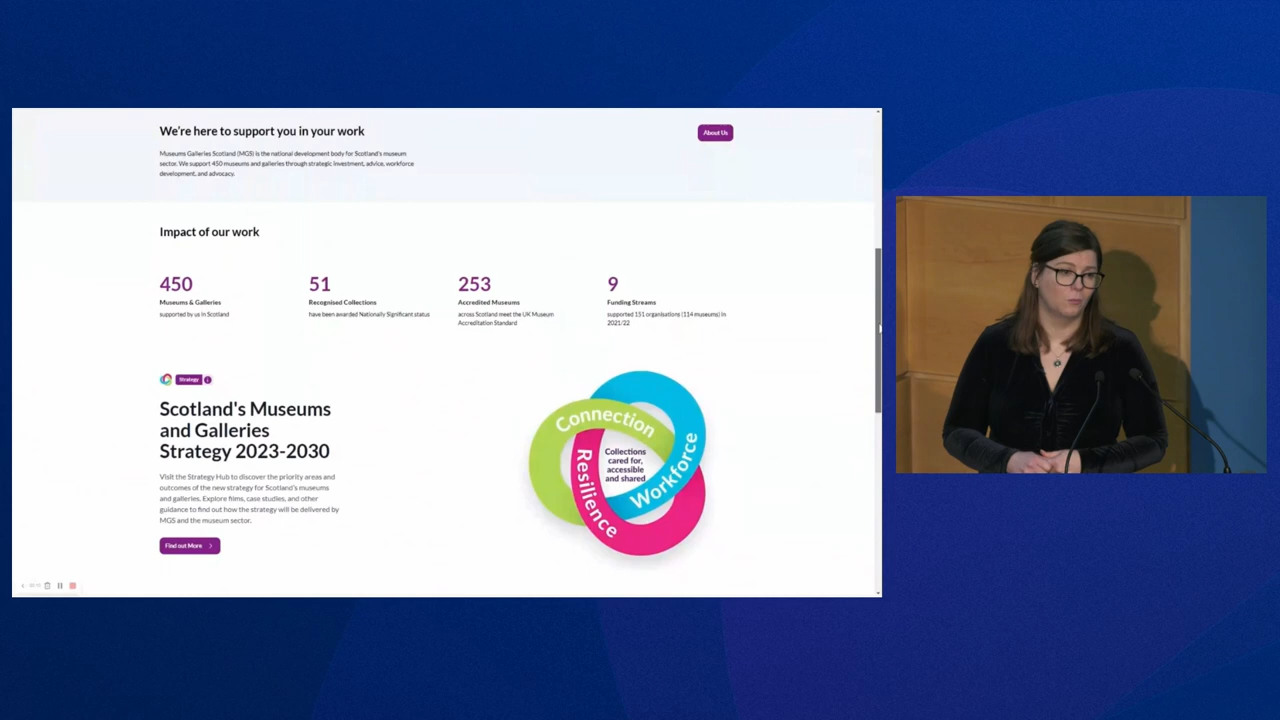 We're here to support you in your work
About Us
Museums Galleries Scotland (MGS) is the national development body for Scotland's museum
sector. We support 450 museums and galleries through strategic investment, advice, workforce
development, and advocacy.
Impact of our work
450
Museums & Galleries
supported by us in Scotland
51
Recognised Collections
have been awarded Nationally Significant status
253
Accredited Museums
across Scotland meet the UK Museum
Accreditation Standard
9
Funding Streams
supported 151 organisations (114 museums) in
2021/22
Strategy
Scotland's Museums
and Galleries
Strategy 2023-2030
Visit the Strategy Hub to discover the priority areas and
outcomes of the new strategy for Scotland's museums
and galleries. Explore films, case studies, and other
guidance to find out how the strategy will be delivered by
MGS and the museum sector.
Find out More
Connection
Workforce
Resilience
Collections
cared for,
accessible
and shared